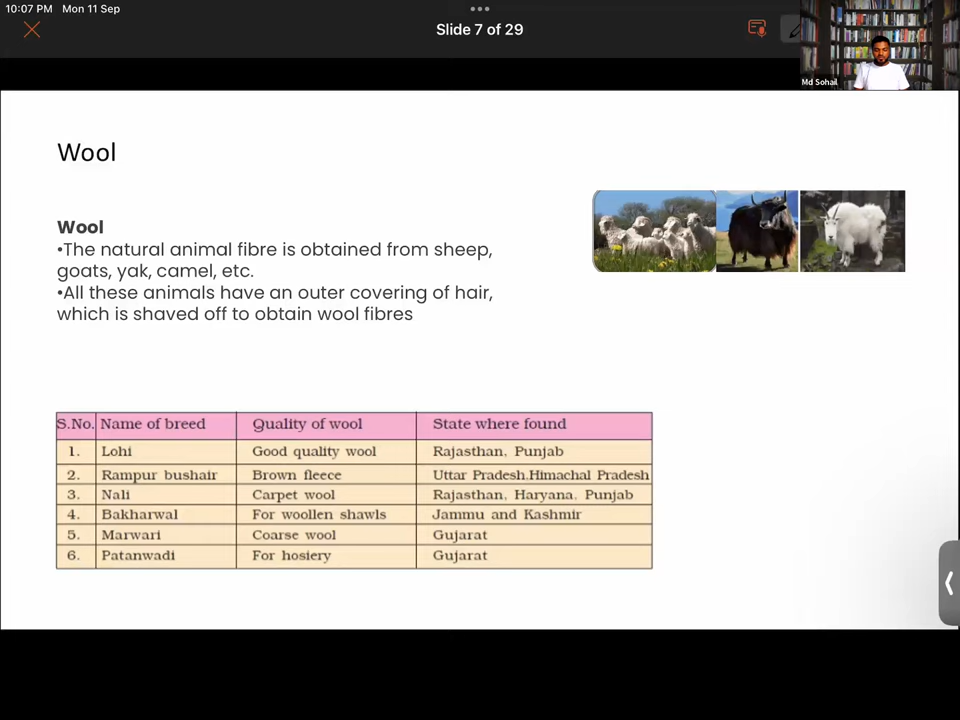 10:07 PM Mon 11 Sep
Slide 7 of 29
Md Sohail
Wool
Wool
•The natural animal fibre is obtained from sheep,
goats, yak, camel, etc.
•All these animals have an outer covering of hair,
which is shaved off to obtain wool fibres
S.No. Name of breed Quality of wool State where found
1. Lohi Good quality wool Rajasthan, Punjab
2. Rampur bushair Brown fleece Uttar Pradesh,Himachal Pradesh
3. Nali Carpet wool Rajasthan, Haryana, Punjab
4. Bakharwal For woollen shawls Jammu and Kashmir
5. Marwari Coarse wool Gujarat
6. Patanwadi For hosiery Gujarat